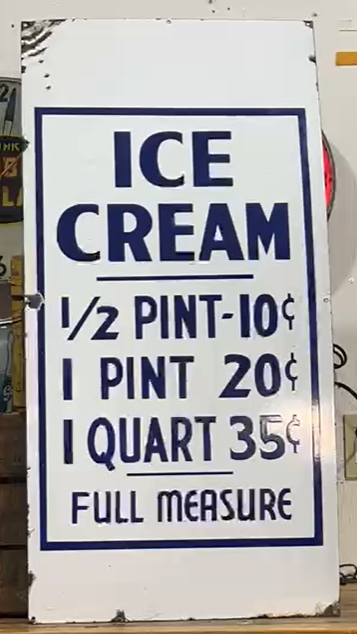 ICE
CREAM
1/2 PINT-10¢
1 PINT 20¢
1 QUART 35¢
FULL MEASURE